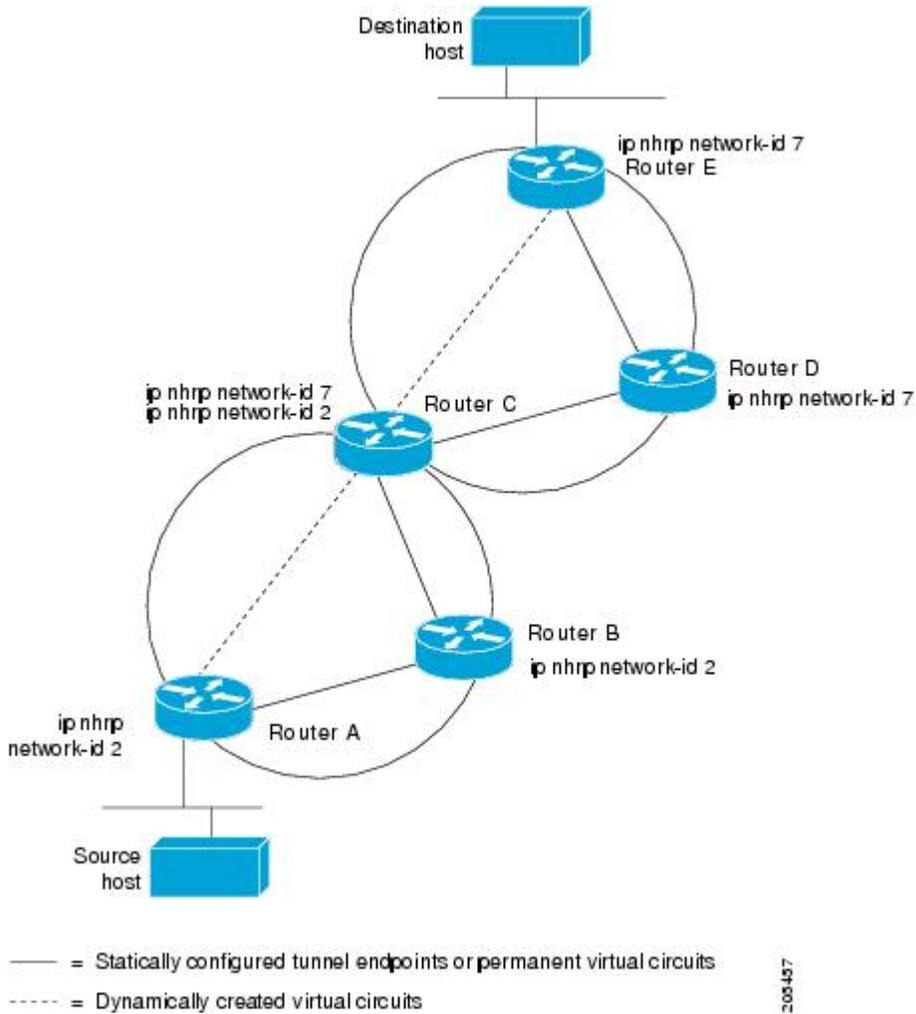 Destination
host
ip nhrp network-id 7
Router E
Router D
ip nhrp network-id 7
ip nhrp network-id 7
ip nhrp network-id 2
Router C
Router B
ip nhrp network-id 2
ip nhrp
network-id 2
Router A
Source
host
= Statically configured tunnel endpoints or permanent virtual circuits
= Dynamically created virtual circuits
205457